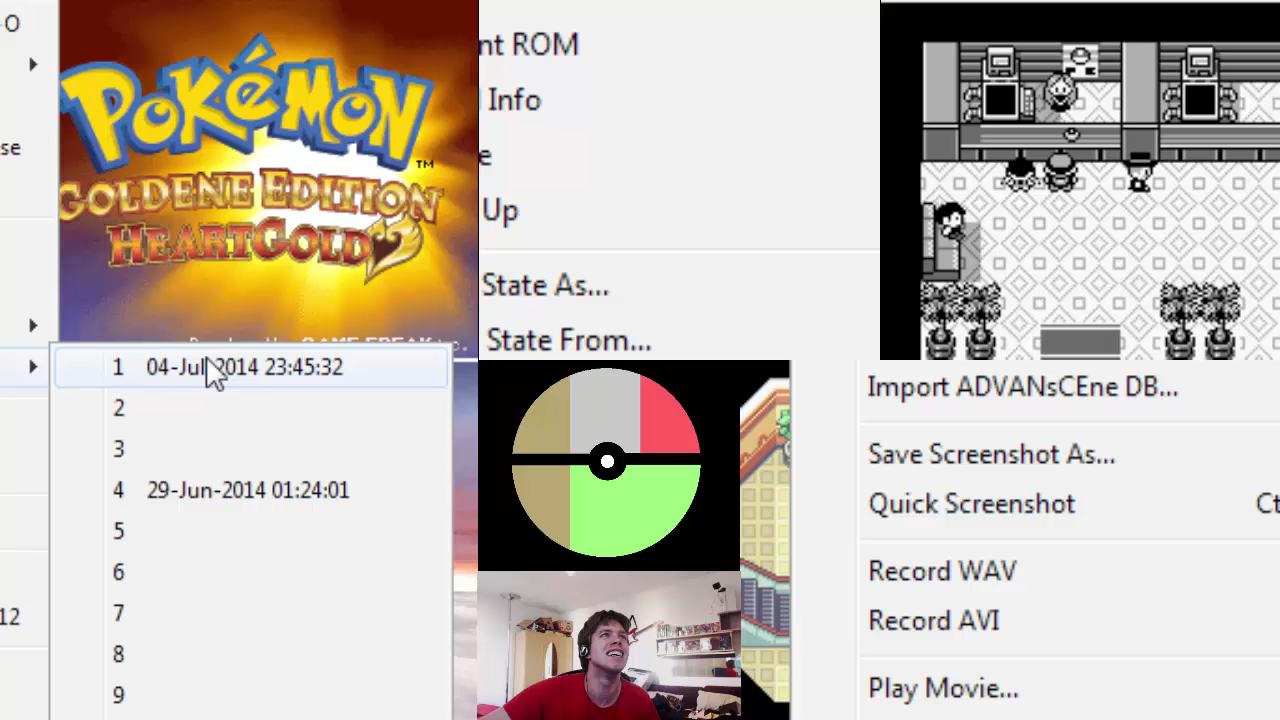 -O
se
12
POKéMON
TM
GOLDENE EDITION
HEARTGOLD
1 04-Jul-2014 23:45:32
2
3
4 29-Jun-2014 01:24:01
5
6
7
8
9
nt ROM
Info
e
Up
State As...
State From...
Import ADVANsCEne DB...
Save Screenshot As...
Quick Screenshot Ct
Record WAV
Record AVI
Play Movie...